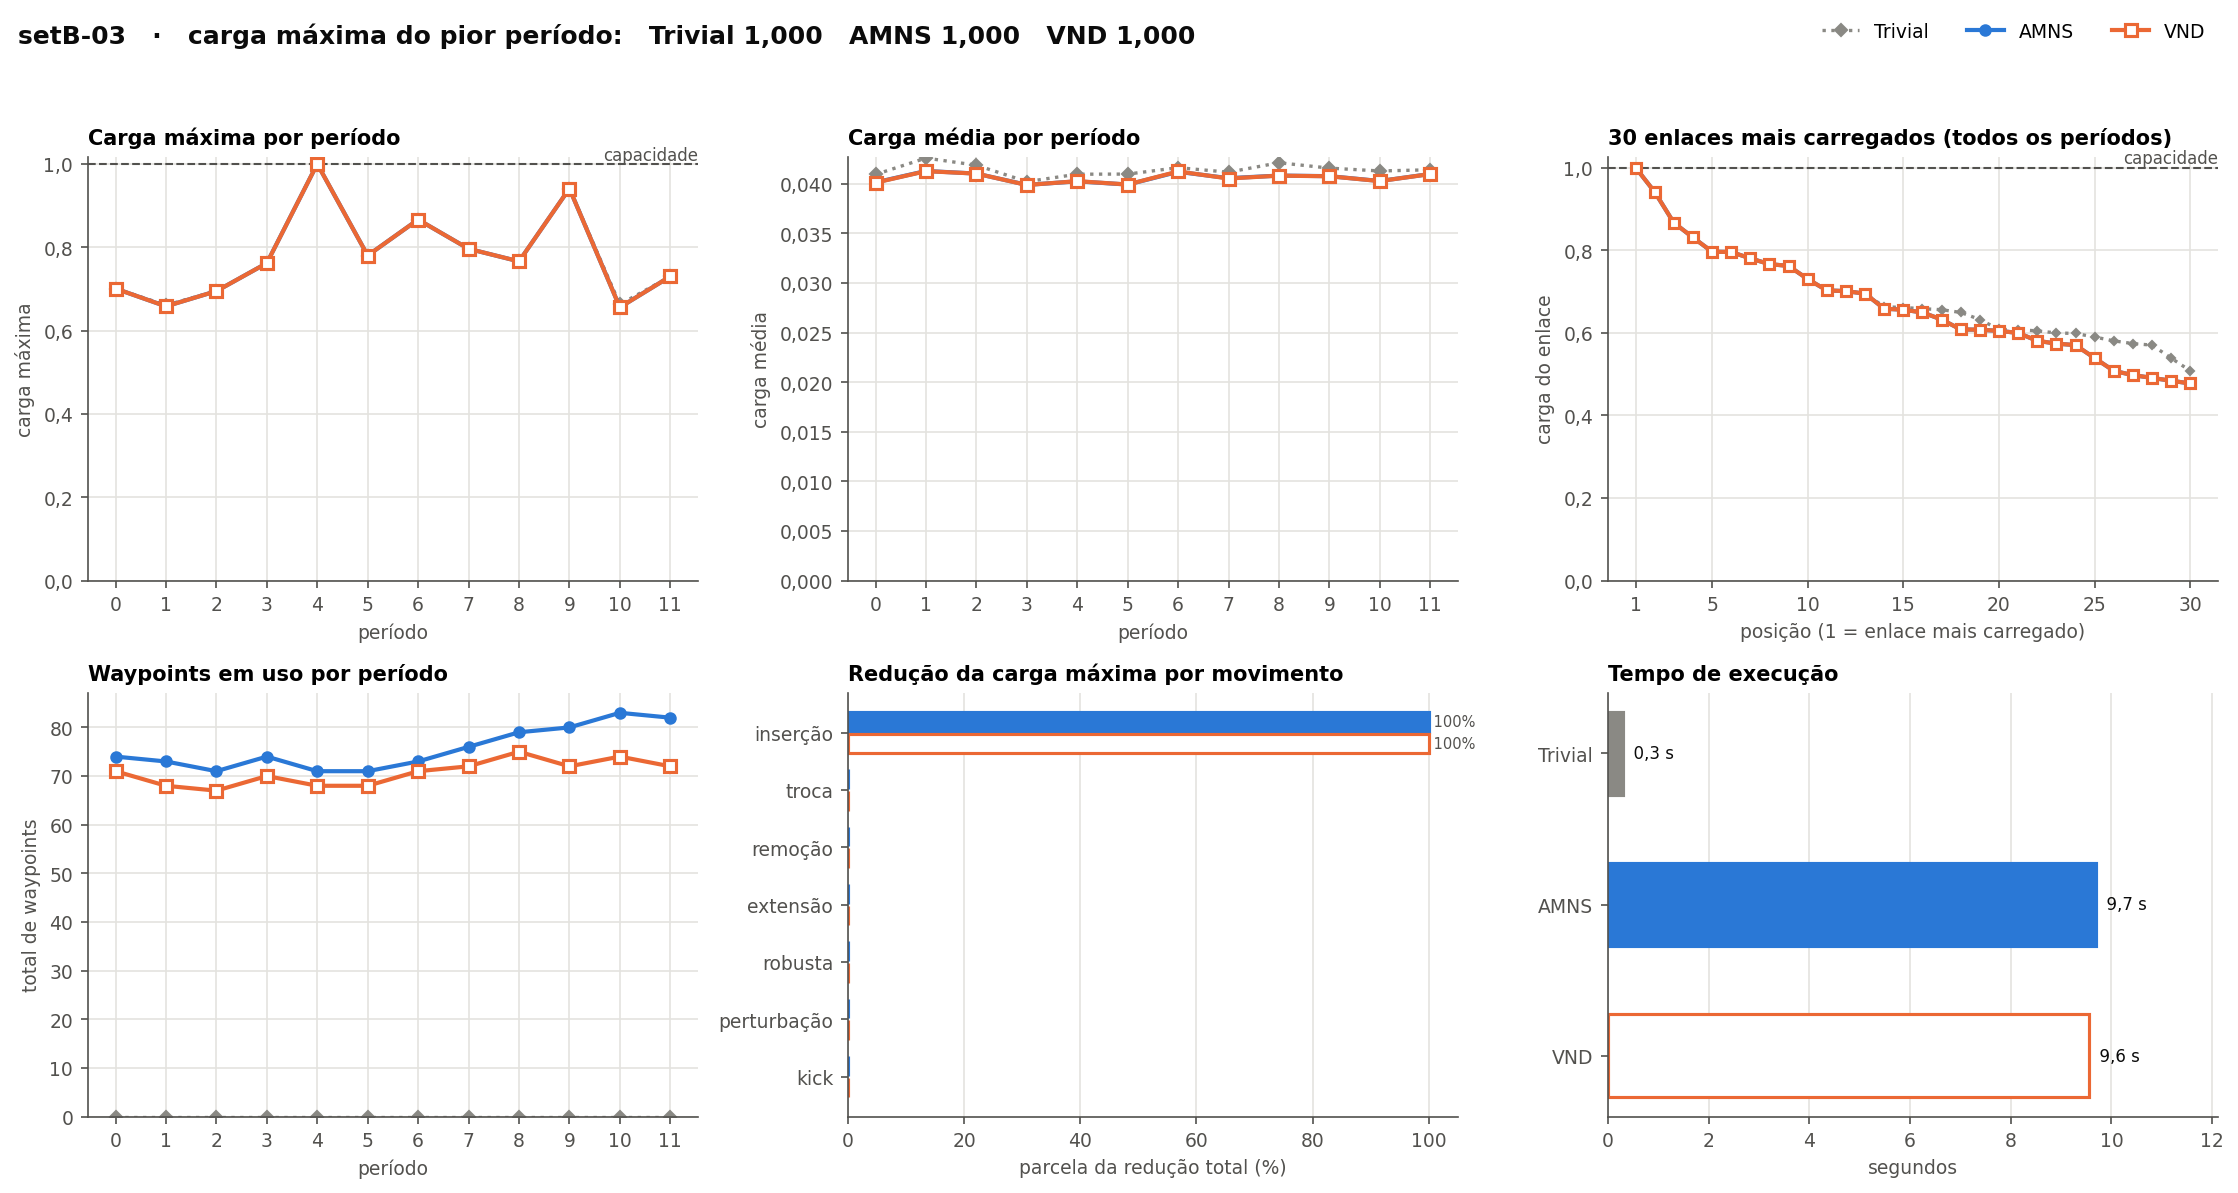 setB-03 · carga máxima do pior período: Trivial 1,000 AMNS 1,000 VND 1,000
Trivial AMNS VND
Carga máxima por período
capacidade
1,0
0,8
0,6
0,4
0,2
0,0
carga máxima
0 1 2 3 4 5 6 7 8 9 10 11
período
Carga média por período
0,040
0,035
0,030
0,025
0,020
0,015
0,010
0,005
0,000
carga média
0 1 2 3 4 5 6 7 8 9 10 11
período
30 enlaces mais carregados (todos os períodos)
capacidade
1,0
0,8
0,6
0,4
0,2
0,0
carga do enlace
1 5 10 15 20 25 30
posição (1 = enlace mais carregado)
Waypoints em uso por período
80
70
60
50
40
30
20
10
0
total de waypoints
0 1 2 3 4 5 6 7 8 9 10 11
período
Redução da carga máxima por movimento
inserção 100%
100%
troca
remoção
extensão
robusta
perturbação
kick
0 20 40 60 80 100
parcela da redução total (%)
Tempo de execução
Trivial 0,3 s
AMNS 9,7 s
VND 9,6 s
0 2 4 6 8 10 12
segundos